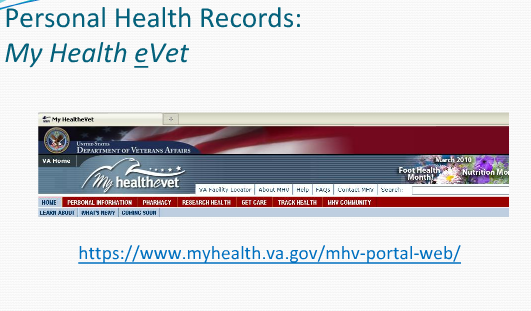 Personal Health Records:
My Health eVet
My HealtheVet
United States
DEPARTMENT OF VETERANS AFFAIRS
VA Home
March 2010
My healthevet
Foot Health
Month!
Nutrition Mo
VA Facility Locator | About MHV | Help | FAQs | Contact MHV | Search:
HOME | PERSONAL INFORMATION | PHARMACY | RESEARCH HEALTH | GET CARE | TRACK HEALTH | MHV COMMUNITY
LEARN ABOUT | WHAT'S NEW? | COMING SOON
https://www.myhealth.va.gov/mhv-portal-web/